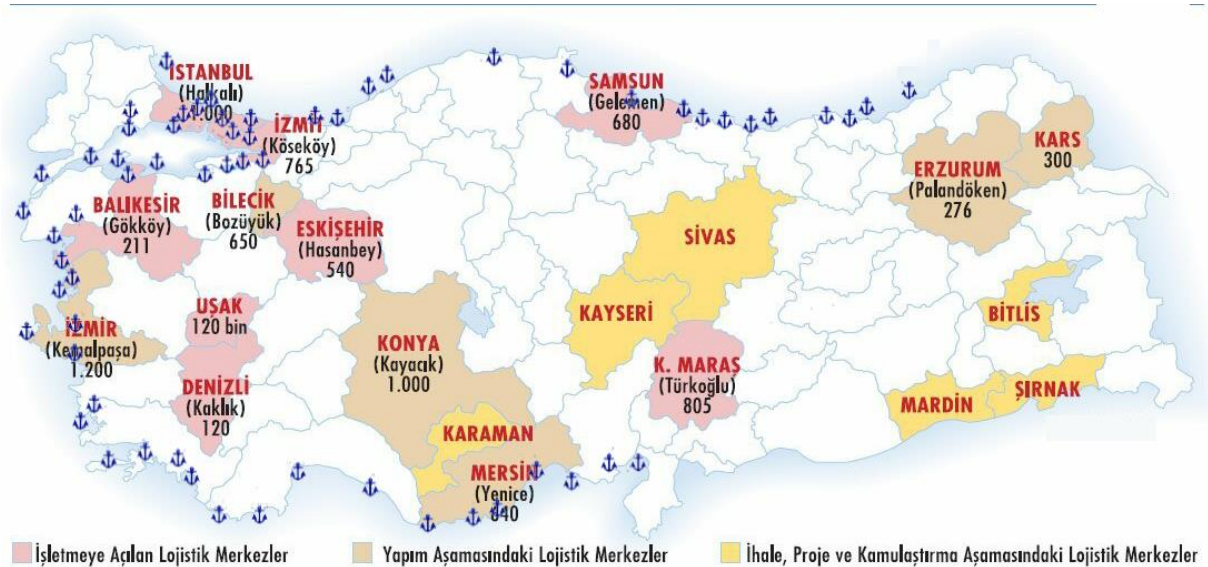 İSTANBUL
(Halkalı)
1.000
İZMİT
(Köseköy)
765
SAMSUN
(Gelemen)
680
KARS
300
ERZURUM
(Palandöken)
276
BALIKESİR
(Gökköy)
211
BİLECİK
(Bozüyük)
650
ESKİŞEHİR
(Hasanbey)
540
SİVAS
KAYSERİ
BİTLİS
UŞAK
120 bin
İZMİR
(Kemalpaşa)
1.200
KONYA
(Kayacık)
1.000
K. MARAŞ
(Türkoğlu)
805
DENİZLİ
(Kaklık)
120
MARDİN
ŞIRNAK
KARAMAN
MERSİN
(Yenice)
640
İşletmeye Açılan Lojistik Merkezler
Yapım Aşamasındaki Lojistik Merkezler
İhale, Proje ve Kamulaştırma Aşamasındaki Lojistik Merkezler